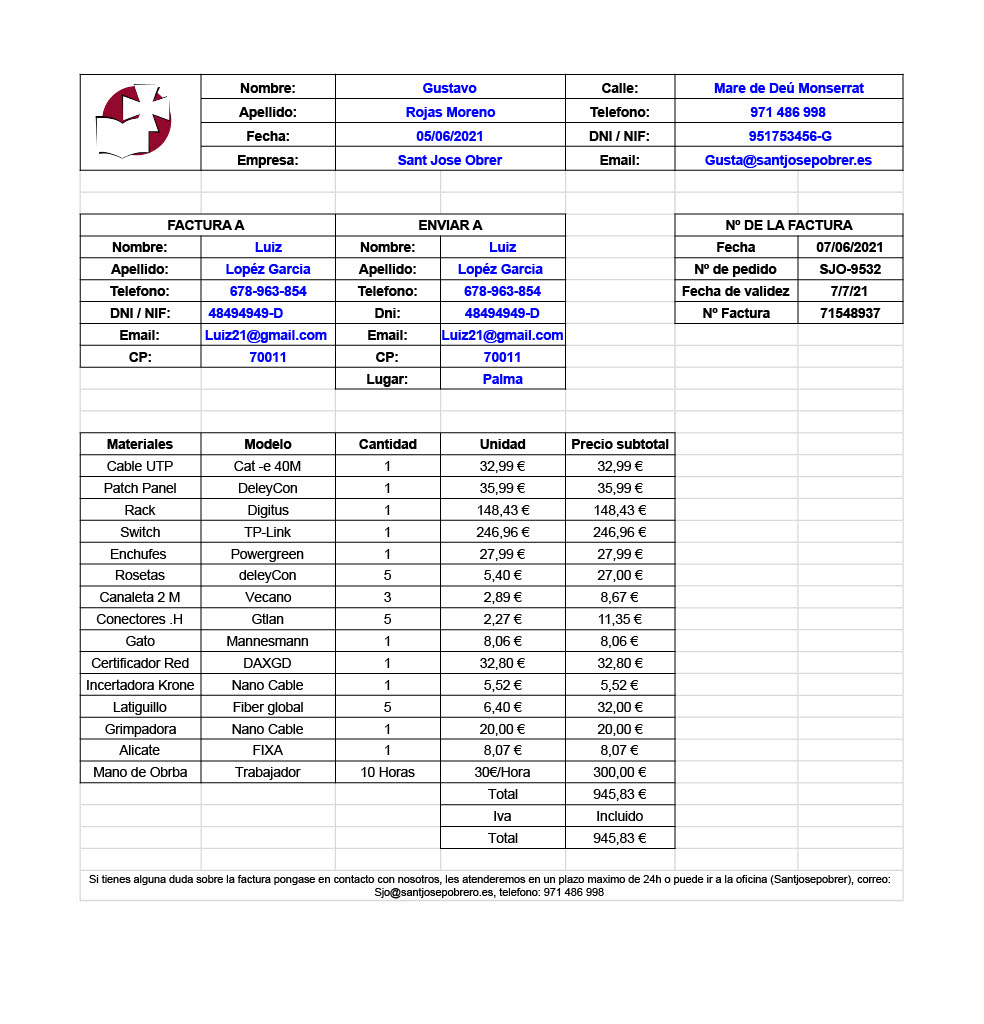 Nombre: Gustavo Calle: Mare de Deú Monserrat
Apellido: Rojas Moreno Telefono: 971 486 998
Fecha: 05/06/2021 DNI / NIF: 951753456-G
Empresa: Sant Jose Obrer Email: Gusta@santjosepobrer.es
FACTURA A ENVIAR A Nº DE LA FACTURA
Nombre: Luiz Nombre: Luiz Fecha 07/06/2021
Apellido: Lopéz Garcia Apellido: Lopéz Garcia Nº de pedido SJO-9532
Telefono: 678-963-854 Telefono: 678-963-854 Fecha de validez 7/7/21
DNI / NIF: 48494949-D Dni: 48494949-D Nº Factura 71548937
Email: Luiz21@gmail.com Email: Luiz21@gmail.com
CP: 70011 CP: 70011
Lugar: Palma
Materiales Modelo Cantidad Unidad Precio subtotal
Cable UTP Cat -e 40M 1 32,99 € 32,99 €
Patch Panel DeleyCon 1 35,99 € 35,99 €
Rack Digitus 1 148,43 € 148,43 €
Switch TP-Link 1 246,96 € 246,96 €
Enchufes Powergreen 1 27,99 € 27,99 €
Rosetas deleyCon 5 5,40 € 27,00 €
Canaleta 2 M Vecano 3 2,89 € 8,67 €
Conectores .H Gtlan 5 2,27 € 11,35 €
Gato Mannesmann 1 8,06 € 8,06 €
Certificador Red DAXGD 1 32,80 € 32,80 €
Incertadora Krone Nano Cable 1 5,52 € 5,52 €
Latiguillo Fiber global 5 6,40 € 32,00 €
Grimpadora Nano Cable 1 20,00 € 20,00 €
Alicate FIXA 1 8,07 € 8,07 €
Mano de Obrba Trabajador 10 Horas 30€/Hora 300,00 €
Total 945,83 €
Iva Incluido
Total 945,83 €
Si tienes alguna duda sobre la factura pongase en contacto con nosotros, les atenderemos en un plazo maximo de 24h o puede ir a la oficina (Santjosepobrer), correo:
Sjo@santjosepobrero.es, telefono: 971 486 998